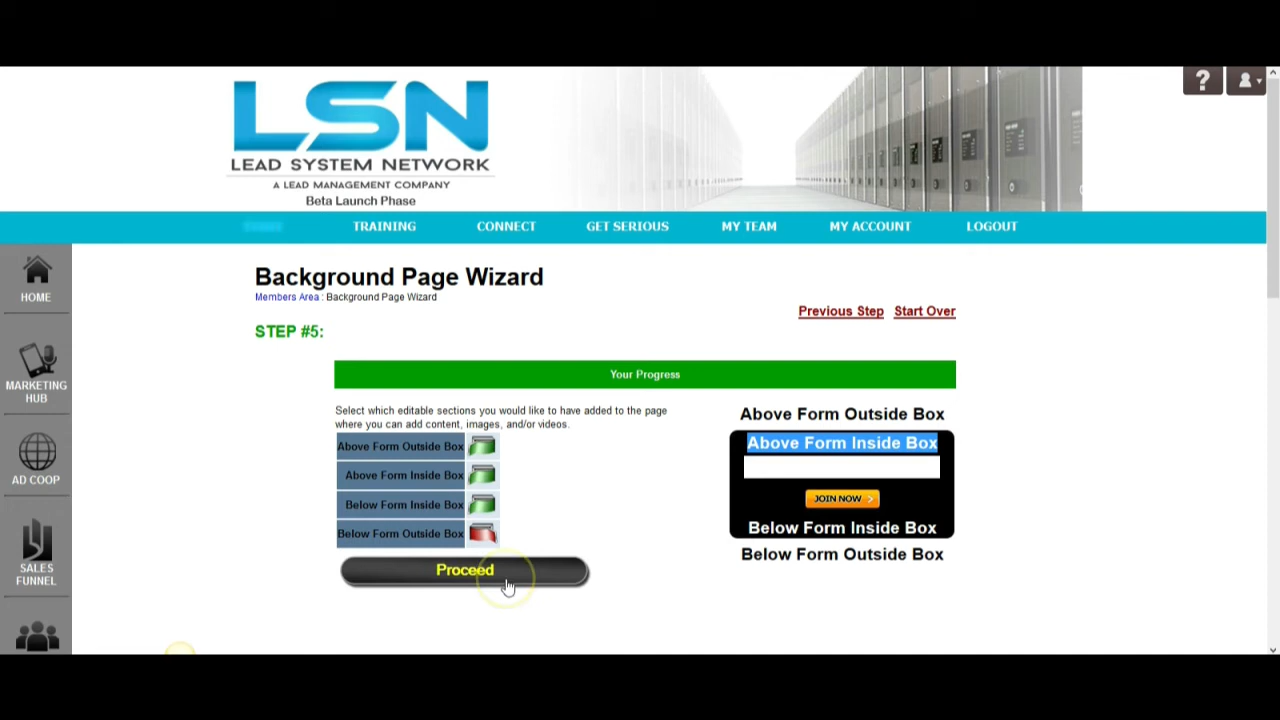 LSN
LEAD SYSTEM NETWORK
A LEAD MANAGEMENT COMPANY
Beta Launch Phase
?
TRAINING
CONNECT
GET SERIOUS
MY TEAM
MY ACCOUNT
LOGOUT
HOME
MARKETING
HUB
AD COOP
SALES
FUNNEL
Background Page Wizard
Members Area : Background Page Wizard
Previous Step Start Over
STEP #5:
Your Progress
Select which editable sections you would like to have added to the page
where you can add content, images, and/or videos.
Above Form Outside Box
Above Form Inside Box
Below Form Inside Box
Below Form Outside Box
Proceed
Above Form Outside Box
Above Form Inside Box
JOIN NOW >
Below Form Inside Box
Below Form Outside Box